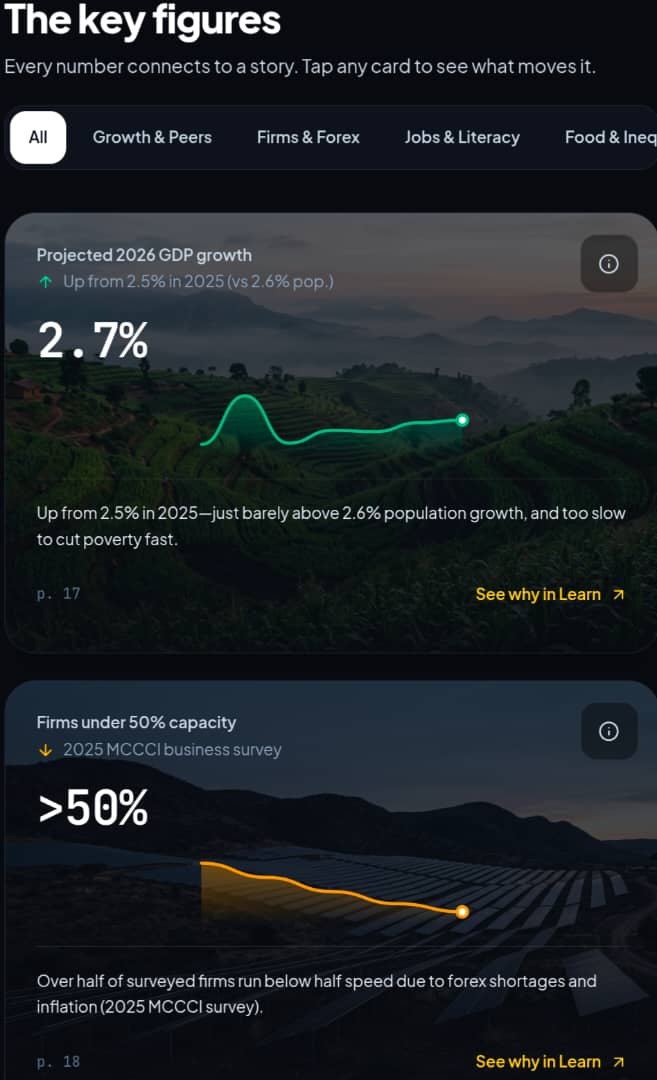 The key figures
Every number connects to a story. Tap any card to see what moves it.
All Growth & Peers Firms & Forex Jobs & Literacy Food & Ineq
Projected 2026 GDP growth
↑ Up from 2.5% in 2025 (vs 2.6% pop.)
2.7%
Up from 2.5% in 2025—just barely above 2.6% population growth, and too slow
to cut poverty fast.
p. 17 See why in Learn ↗
Firms under 50% capacity
↓ 2025 MCCCI business survey
>50%
Over half of surveyed firms run below half speed due to forex shortages and
inflation (2025 MCCCI survey).
p. 18 See why in Learn ↗